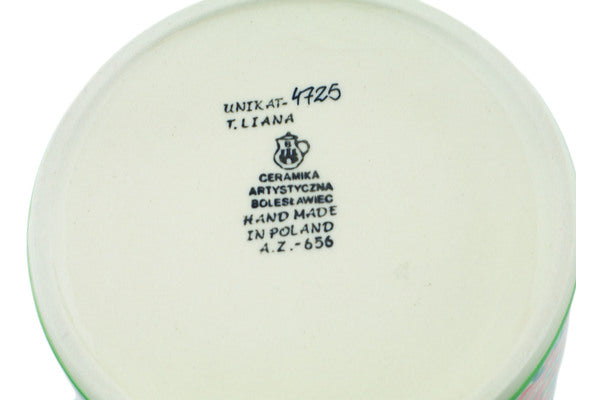 UNIKAT-4725
T.LIANA
B
CERAMIKA
ARTYSTYCZNA
BOLESŁAWIEC
HAND MADE
IN POLAND
A.Z.-656